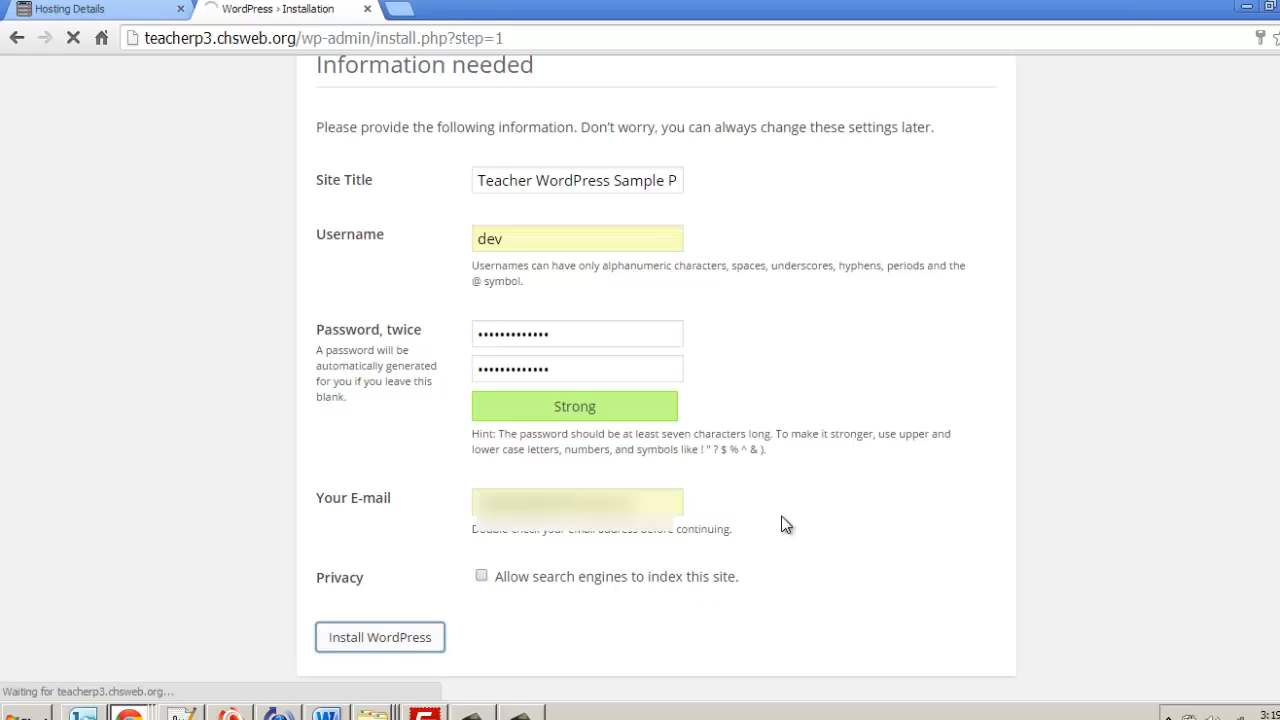 Hosting Details
WordPress › Installation
teacherp3.chsweb.org/wp-admin/install.php?step=1
Information needed
Please provide the following information. Don't worry, you can always change these settings later.
Site Title
Teacher WordPress Sample P
Username
dev
Usernames can have only alphanumeric characters, spaces, underscores, hyphens, periods and the
@ symbol.
Password, twice
A password will be
automatically generated
for you if you leave this
blank.
•••••••••••••
•••••••••••••
Strong
Hint: The password should be at least seven characters long. To make it stronger, use upper and
lower case letters, numbers, and symbols like ! " ? $ % ^ & ).
Your E-mail
Double-check your email address before continuing.
Privacy
Allow search engines to index this site.
Install WordPress
Waiting for teacherp3.chsweb.org...
3:19